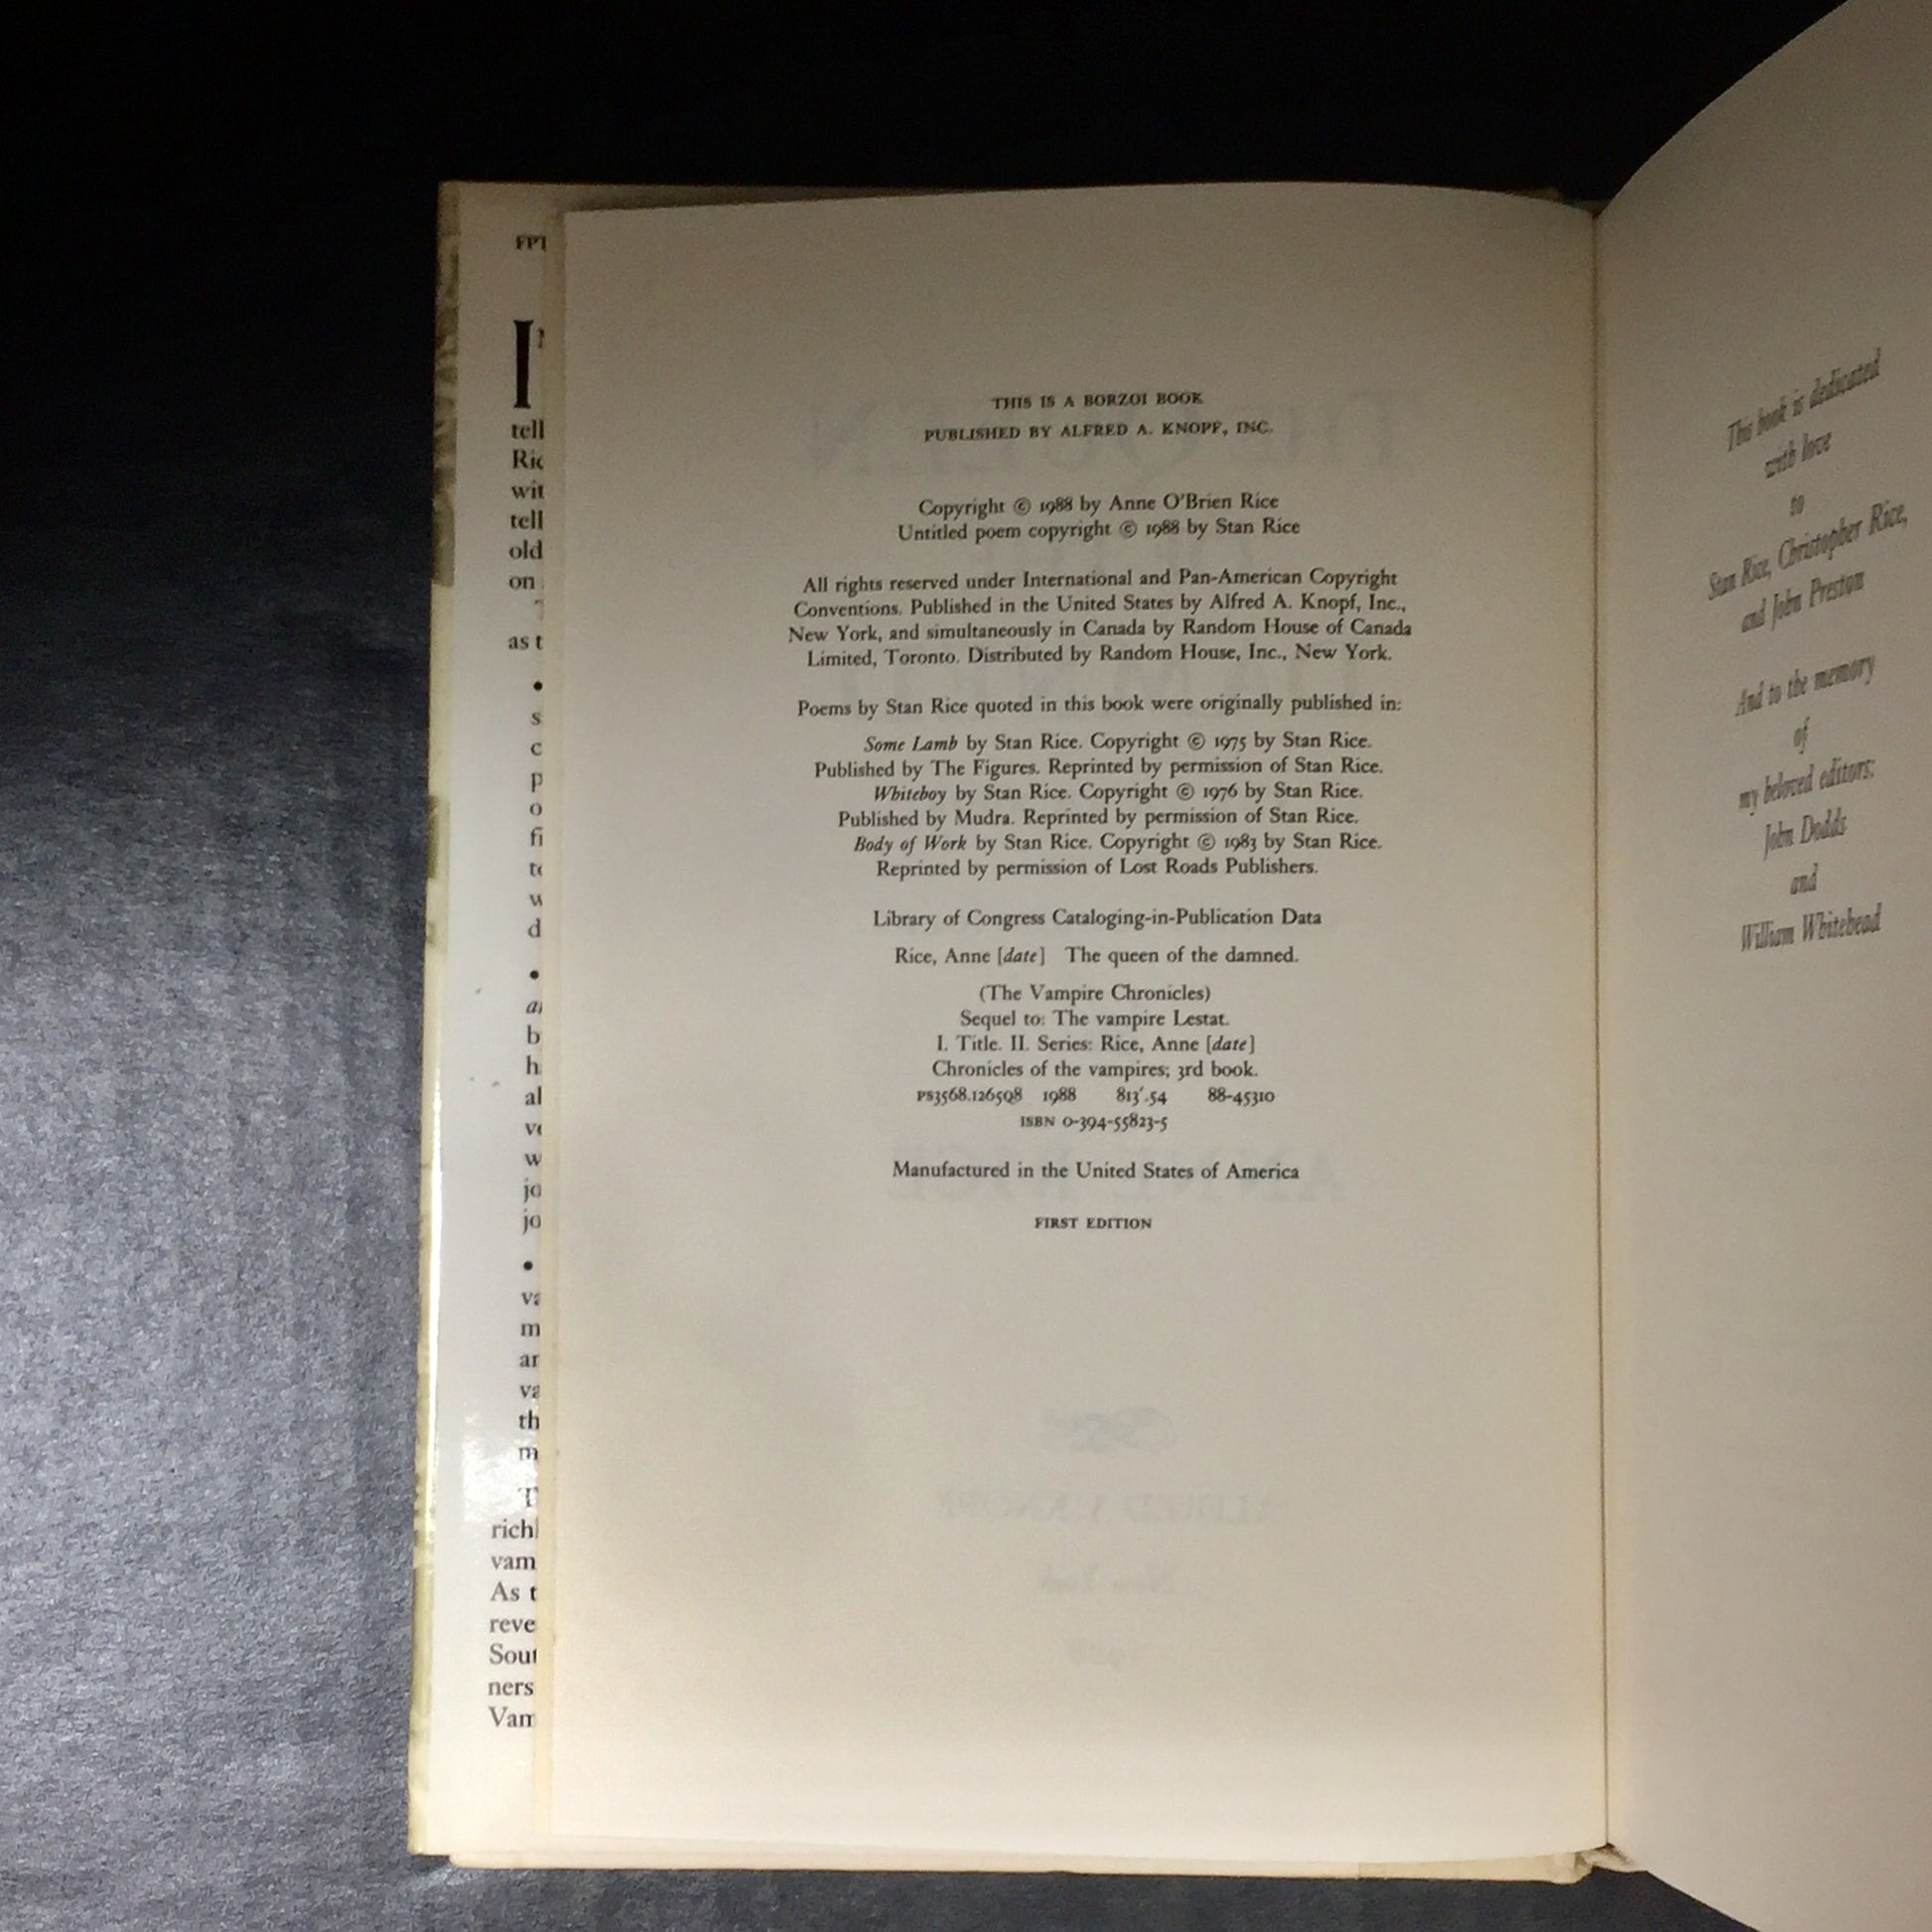 FPT
I
tell
Ric
wit
tell
old
on
as t
•
s
c
p
o
fi
to
w
d
•
b
h
al
w
jo
jo
•
va
m
ar
va
th
m
T
rich
vam
As t
reve
Sout
ners
Vam
THIS IS A BORZOI BOOK
PUBLISHED BY ALFRED A. KNOPF, INC.
Copyright © 1988 by Anne O'Brien Rice
Untitled poem copyright © 1988 by Stan Rice
All rights reserved under International and Pan-American Copyright
Conventions. Published in the United States by Alfred A. Knopf, Inc.,
New York, and simultaneously in Canada by Random House of Canada
Limited, Toronto. Distributed by Random House, Inc., New York.
Poems by Stan Rice quoted in this book were originally published in:
Some Lamb by Stan Rice. Copyright © 1975 by Stan Rice.
Published by The Figures. Reprinted by permission of Stan Rice.
Whiteboy by Stan Rice. Copyright © 1976 by Stan Rice.
Published by Mudra. Reprinted by permission of Stan Rice.
Body of Work by Stan Rice. Copyright © 1983 by Stan Rice.
Reprinted by permission of Lost Roads Publishers.
Library of Congress Cataloging-in-Publication Data
Rice, Anne [date] The queen of the damned.
(The Vampire Chronicles)
Sequel to: The vampire Lestat.
I. Title. II. Series: Rice, Anne [date]
Chronicles of the vampires; 3rd book.
PS3568.I265Q8 1988 813'.54 88-45310
ISBN 0-394-55823-5
Manufactured in the United States of America
FIRST EDITION
This book is dedicated
with love
to
Stan Rice, Christopher Rice,
and John Preston
And to the memory
of
my beloved editors:
John Dodds
and
William Whitehead